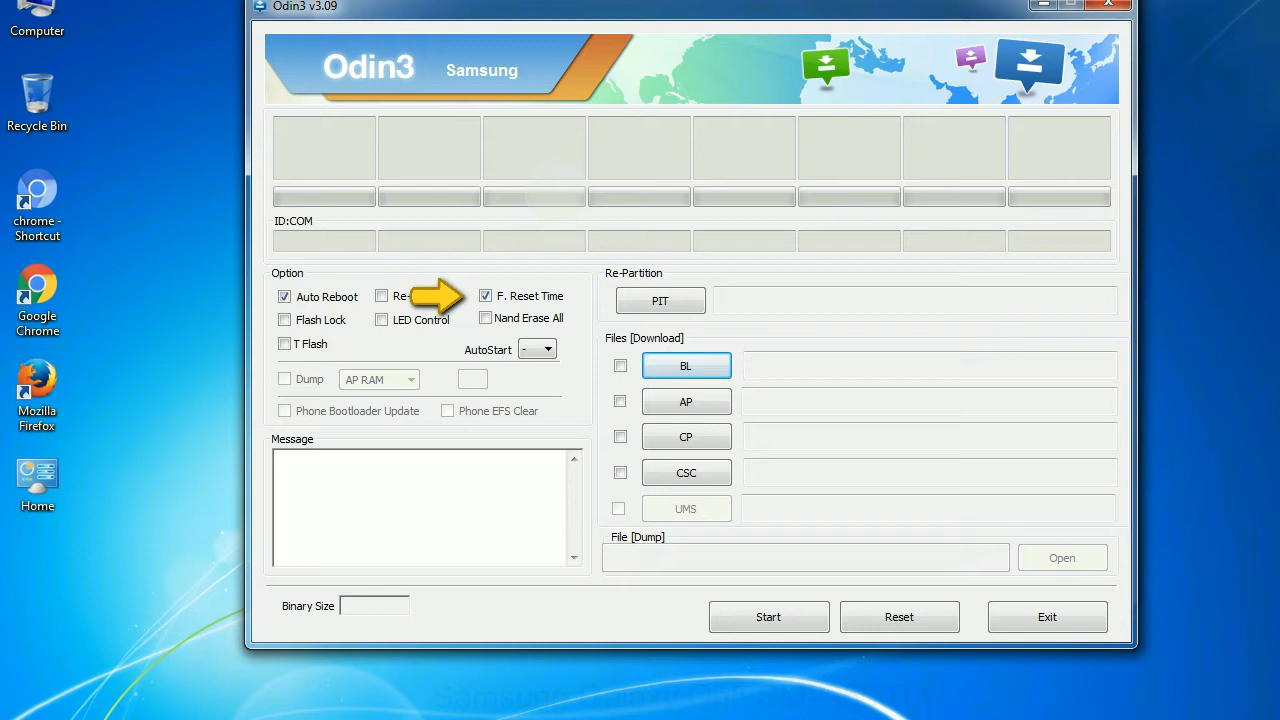 Computer
Recycle Bin
chrome -
Shortcut
Google
Chrome
Mozilla
Firefox
Home
Odin3 v3.09
Odin3 Samsung
ID:COM
Option
Auto Reboot
F. Reset Time
Flash Lock
LED Control
Nand Erase All
T Flash
AutoStart -
Dump
AP RAM
Phone Bootloader Update
Phone EFS Clear
Message
Re-Partition
PIT
Files [Download]
BL
AP
CP
CSC
UMS
File [Dump]
Open
Binary Size
Start
Reset
Exit